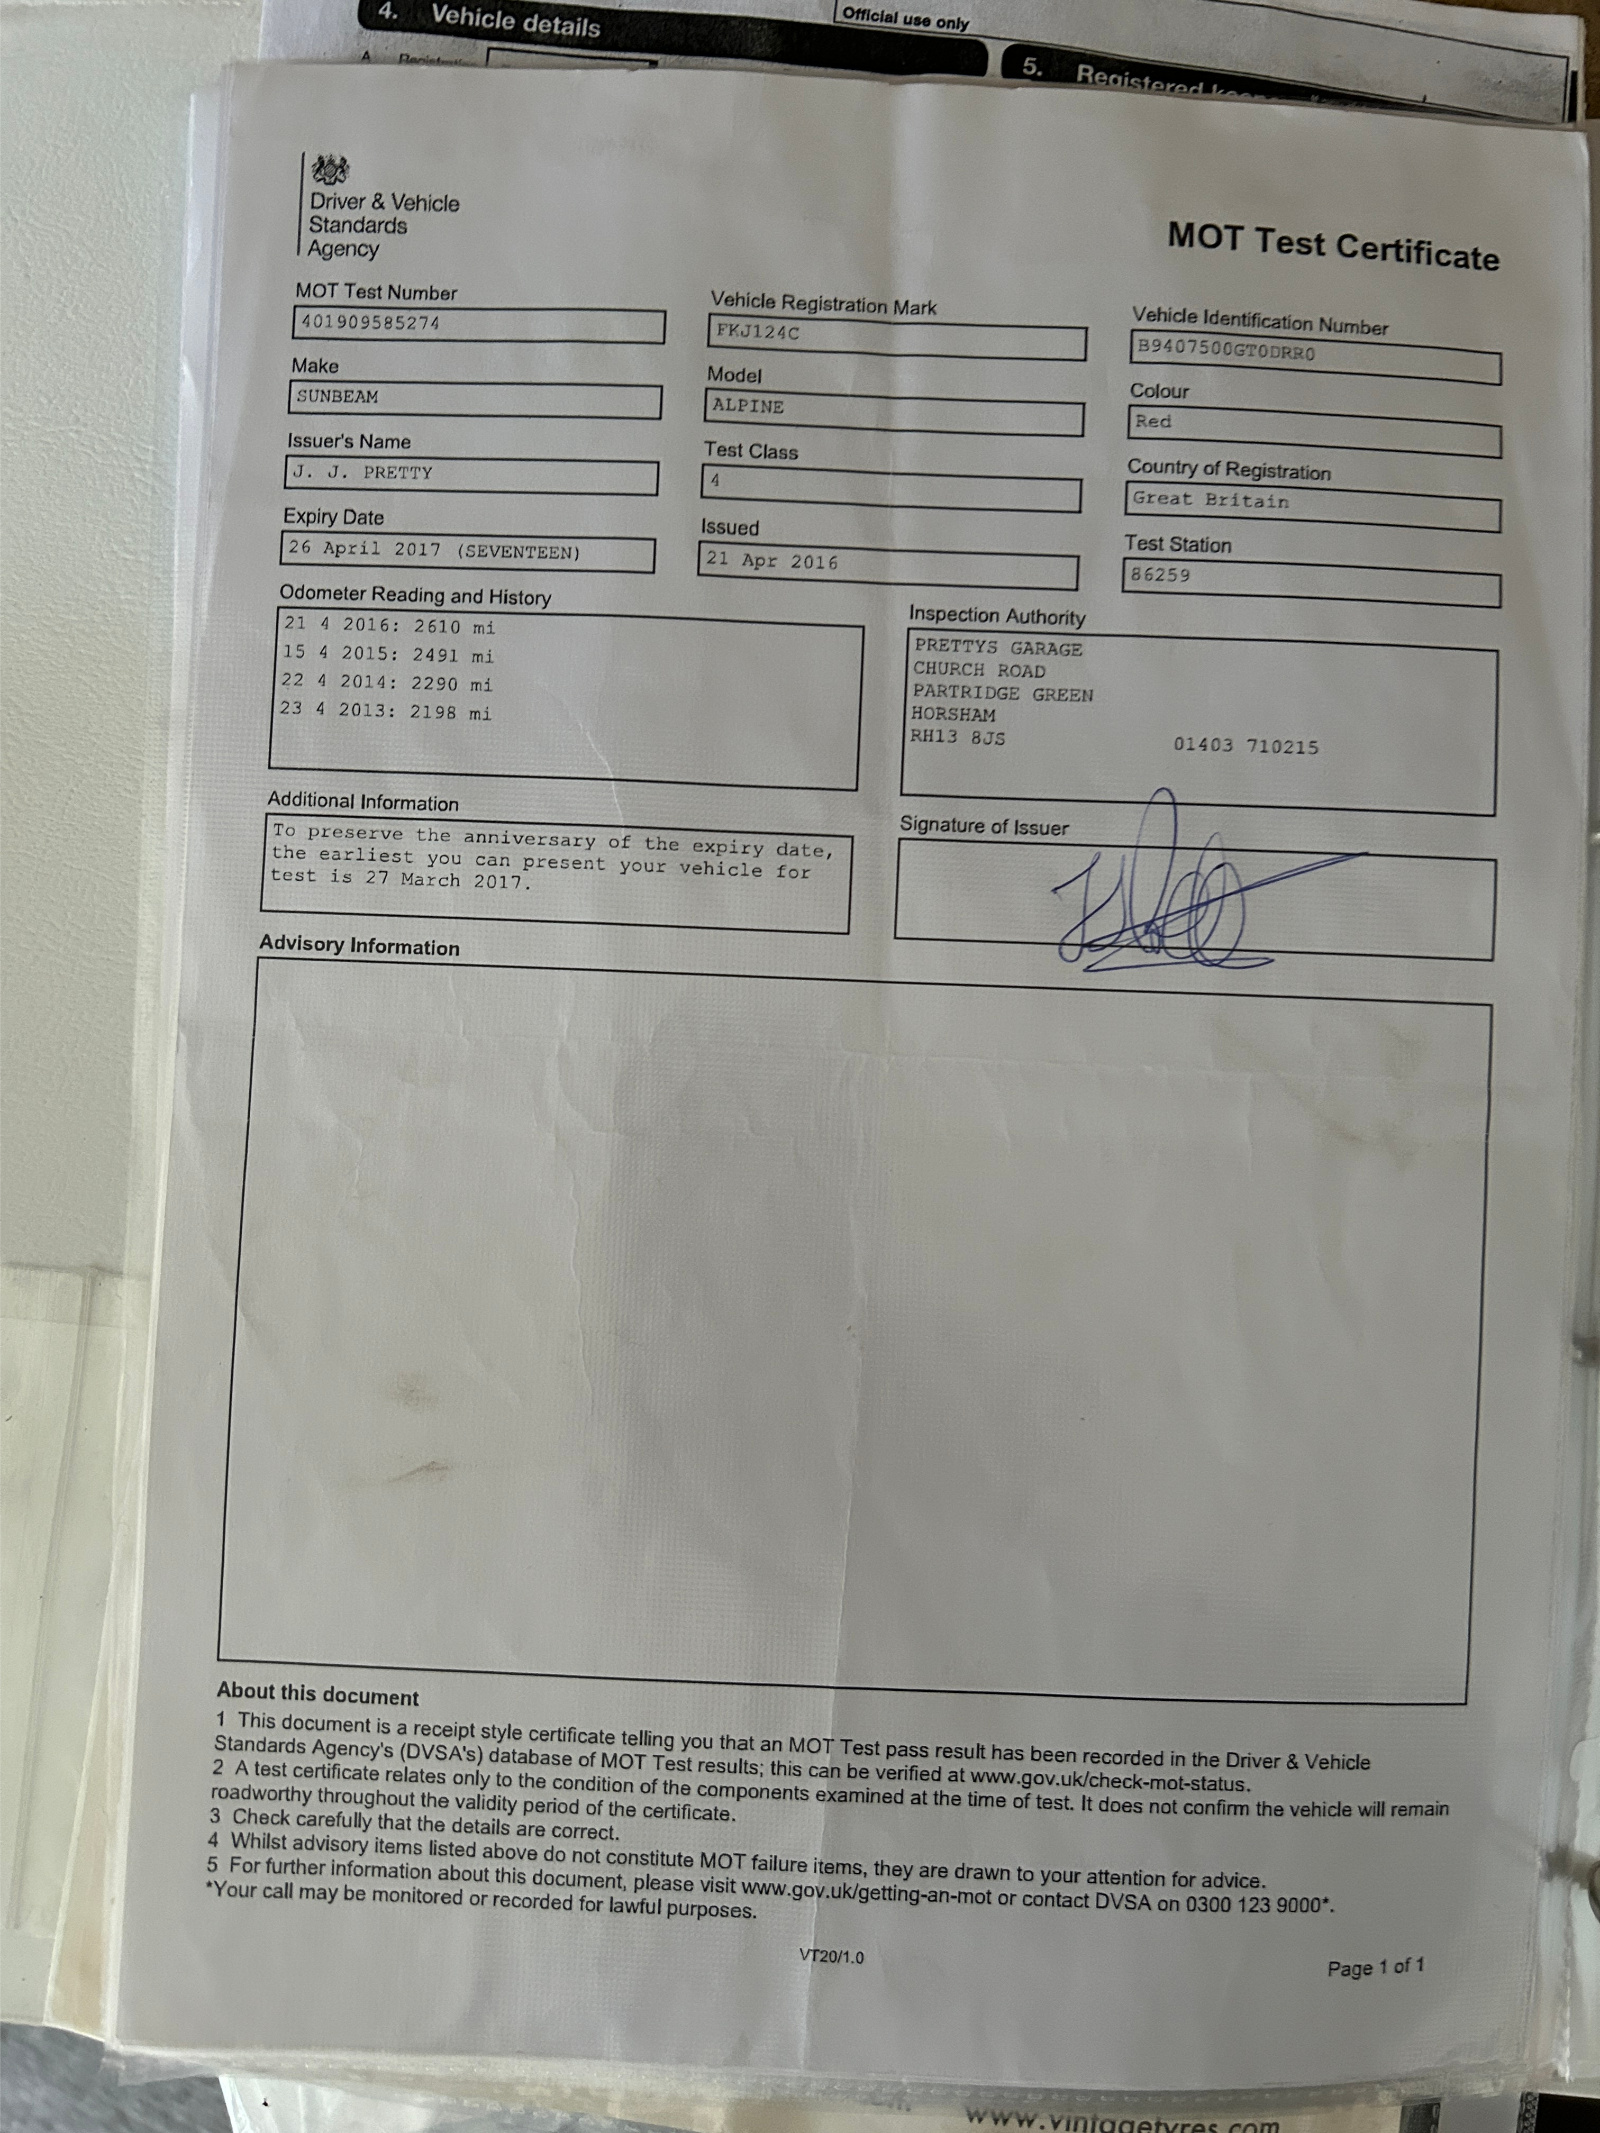 4. Vehicle details
Official use only
5. Registered
Driver & Vehicle
Standards
Agency
MOT Test Certificate
MOT Test Number
401909585274
Vehicle Registration Mark
FKJ124C
Vehicle Identification Number
B9407500GTODRRO
Make
SUNBEAM
Model
ALPINE
Colour
Red
Issuer's Name
J. J. PRETTY
Test Class
4
Country of Registration
Great Britain
Expiry Date
26 April 2017 (SEVENTEEN)
Issued
21 Apr 2016
Test Station
86259
Odometer Reading and History
21 4 2016: 2610 mi
15 4 2015: 2491 mi
22 4 2014: 2290 mi
23 4 2013: 2198 mi
Inspection Authority
PRETTYS GARAGE
CHURCH ROAD
PARTRIDGE GREEN
HORSHAM
RH13 8JS 01403 710215
Additional Information
To preserve the anniversary of the expiry date,
the earliest you can present your vehicle for
test is 27 March 2017.
Signature of Issuer
Advisory Information
About this document
1 This document is a receipt style certificate telling you that an MOT Test pass result has been recorded in the Driver & Vehicle
Standards Agency's (DVSA's) database of MOT Test results; this can be verified at www.gov.uk/check-mot-status.
2 A test certificate relates only to the condition of the components examined at the time of test. It does not confirm the vehicle will remain
roadworthy throughout the validity period of the certificate.
3 Check carefully that the details are correct.
4 Whilst advisory items listed above do not constitute MOT failure items, they are drawn to your attention for advice.
5 For further information about this document, please visit www.gov.uk/getting-an-mot or contact DVSA on 0300 123 9000*.
*Your call may be monitored or recorded for lawful purposes.
VT20/1.0
Page 1 of 1
www.vintagetyres.com